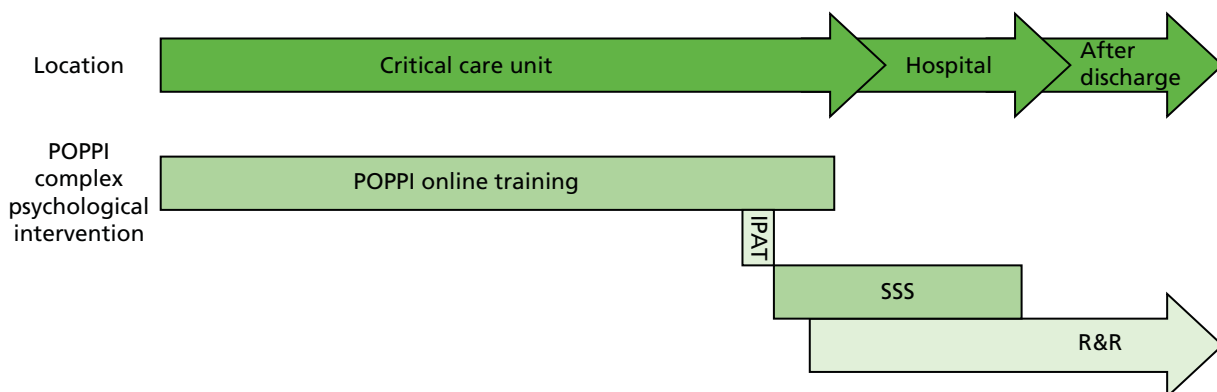 Location
Critical care unit
Hospital
After
discharge
POPPI
complex
psychological
intervention
POPPI online training
IPAT
SSS
R&R